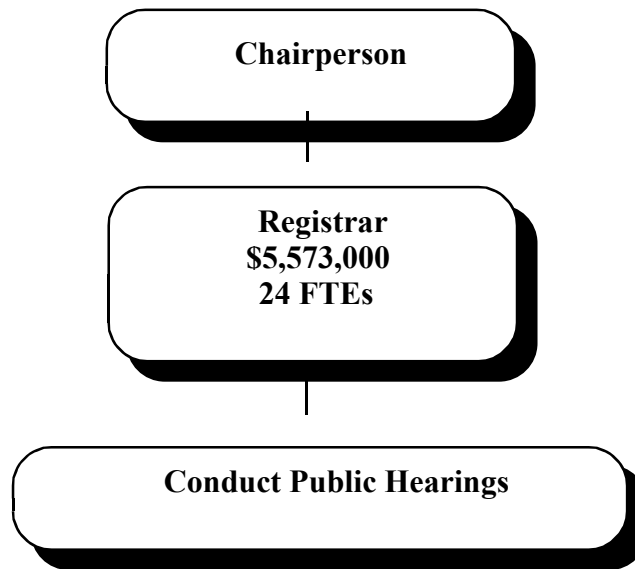 Chairperson
Registrar
$5,573,000
24 FTEs
Conduct Public Hearings